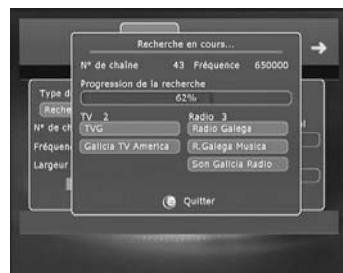 Recherche en cours...
N° de chaîne 43 Fréquence 650000
Progression de la recherche
62%
TV 2 Radio 3
TVG Radio Galega
Galicia TV America R.Galega Musica
Son Galicia Radio
Quitter
Type d
Reche
N° de ch
Fréquen
Largeur